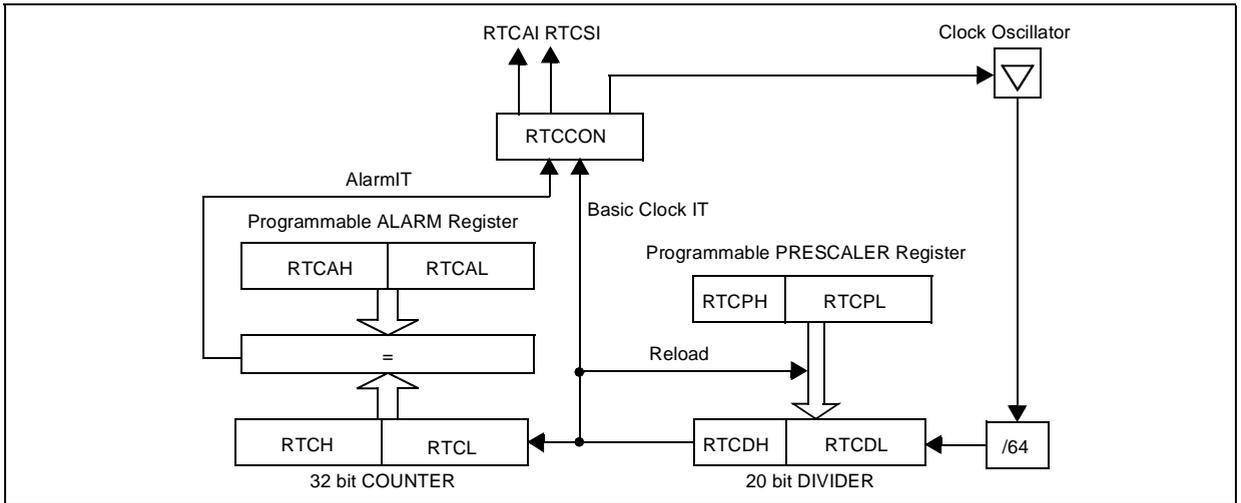 RTCAI RTCSI
Clock Oscillator
RTCCON
AlarmIT
Basic Clock IT
Programmable ALARM Register
RTCAH RTCAL
Programmable PRESCALER Register
RTCPH RTCPL
=
Reload
RTCH RTCL
RTCDH RTCDL
/64
32 bit COUNTER
20 bit DIVIDER